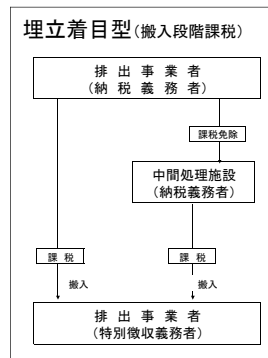 埋立着目型(搬入段階課税)
排出事業者
(納税義務者)
課税免除
中間処理施設
(納税義務者)
課税
課税
搬入
搬入
排出事業者
(特別徴収義務者)